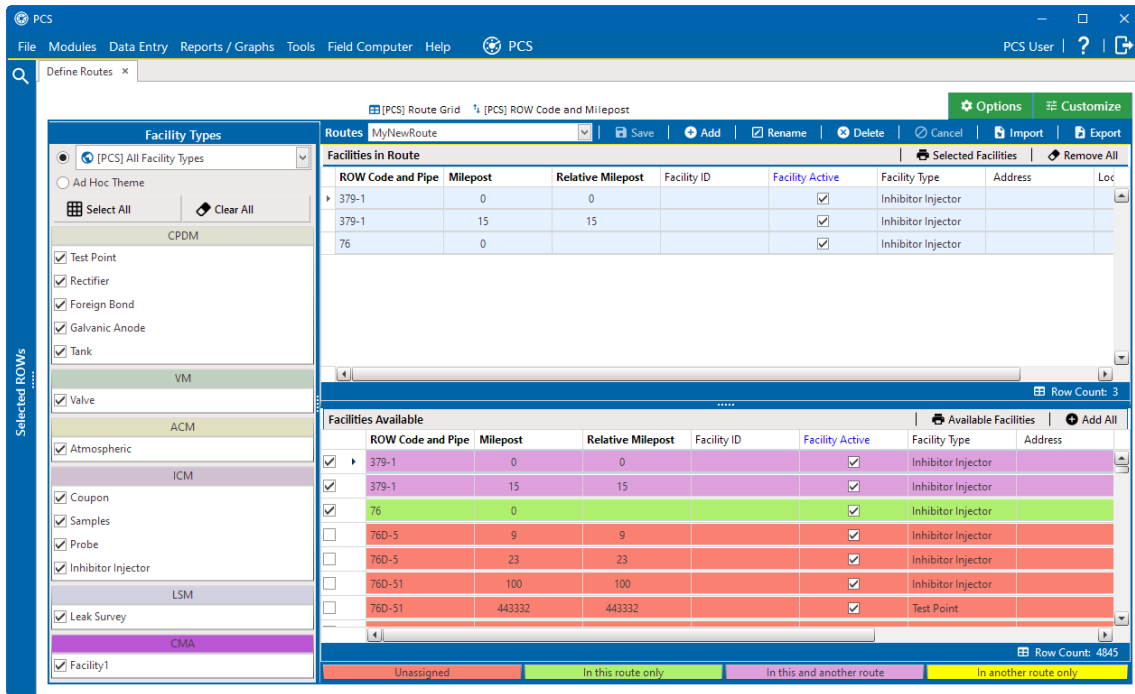 PCS
File Modules Data Entry Reports / Graphs Tools Field Computer Help PCS PCS User ?
Define Routes ×
[PCS] Route Grid [PCS] ROW Code and Milepost Options Customize
Selected ROWs
Facility Types
[PCS] All Facility Types
Ad Hoc Theme
Select All Clear All
CPDM
Test Point
Rectifier
Foreign Bond
Galvanic Anode
Tank
VM
Valve
ACM
Atmospheric
ICM
Coupon
Samples
Probe
Inhibitor Injector
LSM
Leak Survey
CMA
Facility1
Routes MyNewRoute Save Add Rename Delete Cancel Import Export
Facilities in Route Selected Facilities Remove All
ROW Code and Pipe Milepost Relative Milepost Facility ID Facility Active Facility Type Address Loc
379-1 0 0 Inhibitor Injector
379-1 15 15 Inhibitor Injector
76 0 Inhibitor Injector
Row Count: 3
Facilities Available Available Facilities Add All
ROW Code and Pipe Milepost Relative Milepost Facility ID Facility Active Facility Type Address
379-1 0 0 Inhibitor Injector
379-1 15 15 Inhibitor Injector
76 0 Inhibitor Injector
76D-5 9 9 Inhibitor Injector
76D-5 23 23 Inhibitor Injector
76D-51 100 100 Inhibitor Injector
76D-51 443332 443332 Test Point
Row Count: 4845
Unassigned In this route only In this and another route In another route only